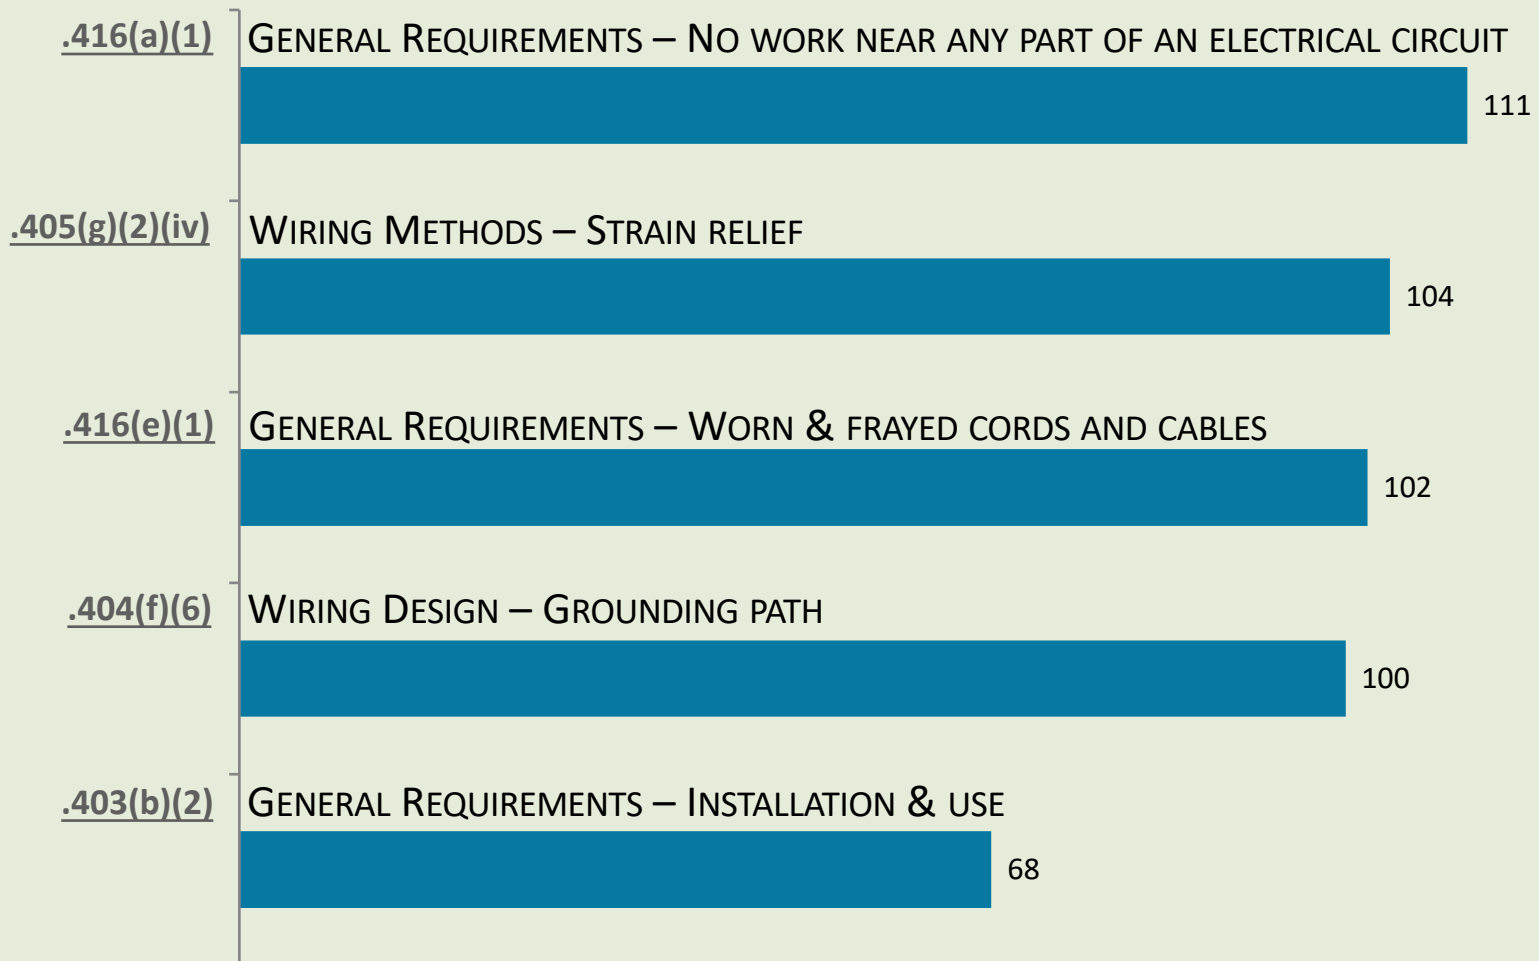 .416(a)(1) General Requirements – No work near any part of an electrical circuit
111
.405(g)(2)(iv) Wiring Methods – Strain relief
104
.416(e)(1) General Requirements – Worn & frayed cords and cables
102
.404(f)(6) Wiring Design – Grounding path
100
.403(b)(2) General Requirements – Installation & use
68